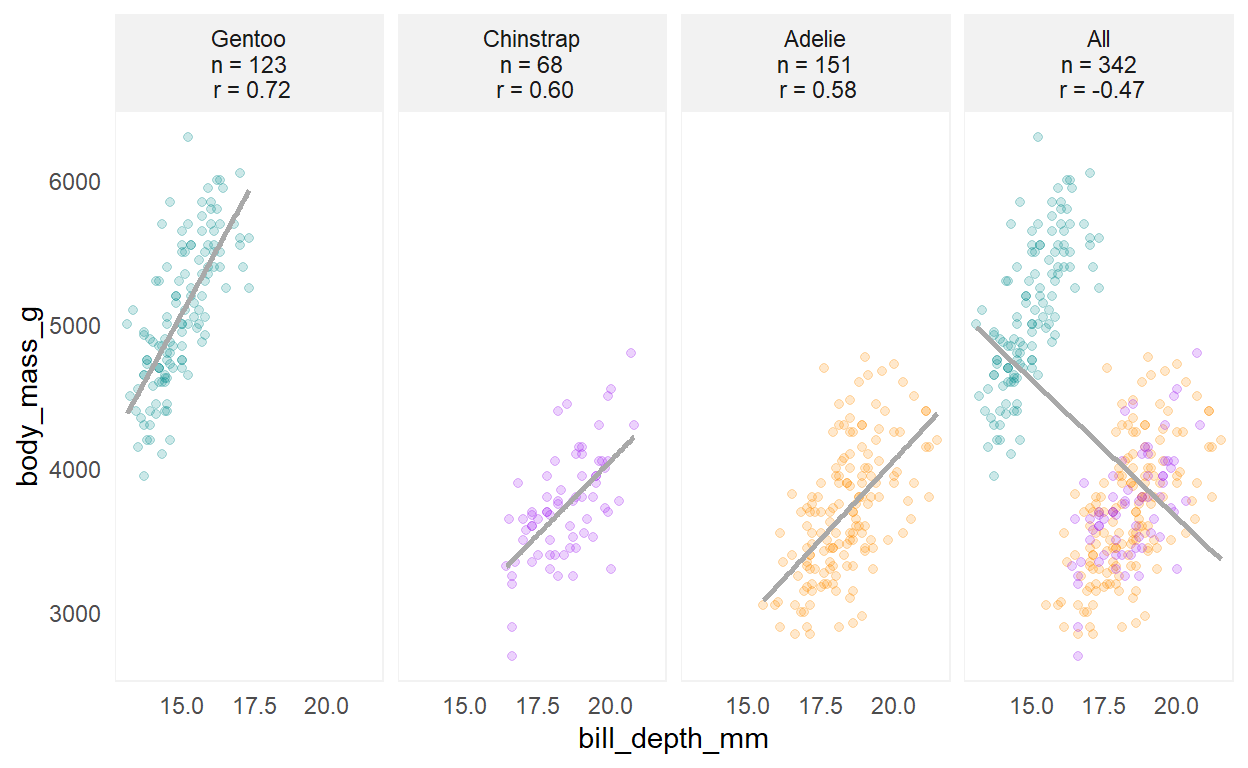 Gentoo
n = 123
r = 0.72
Chinstrap
n = 68
r = 0.60
Adelie
n = 151
r = 0.58
All
n = 342
r = -0.47
body_mass_g
6000
5000
4000
3000
15.0 17.5 20.0
15.0 17.5 20.0
15.0 17.5 20.0
15.0 17.5 20.0
bill_depth_mm